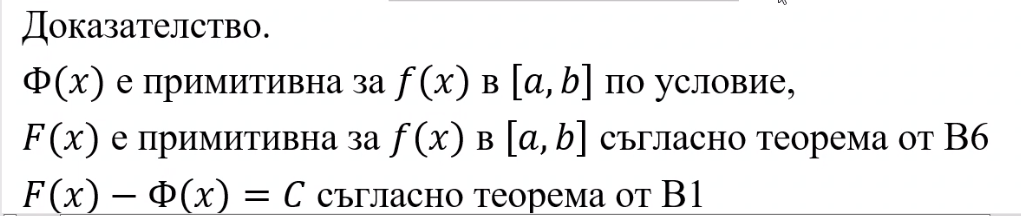 Доказателство.
Φ(x) е примитивна за f(x) в [a, b] по условие,
F(x) е примитивна за f(x) в [a, b] съгласно теорема от В6
F(x) − Φ(x) = C съгласно теорема от В1